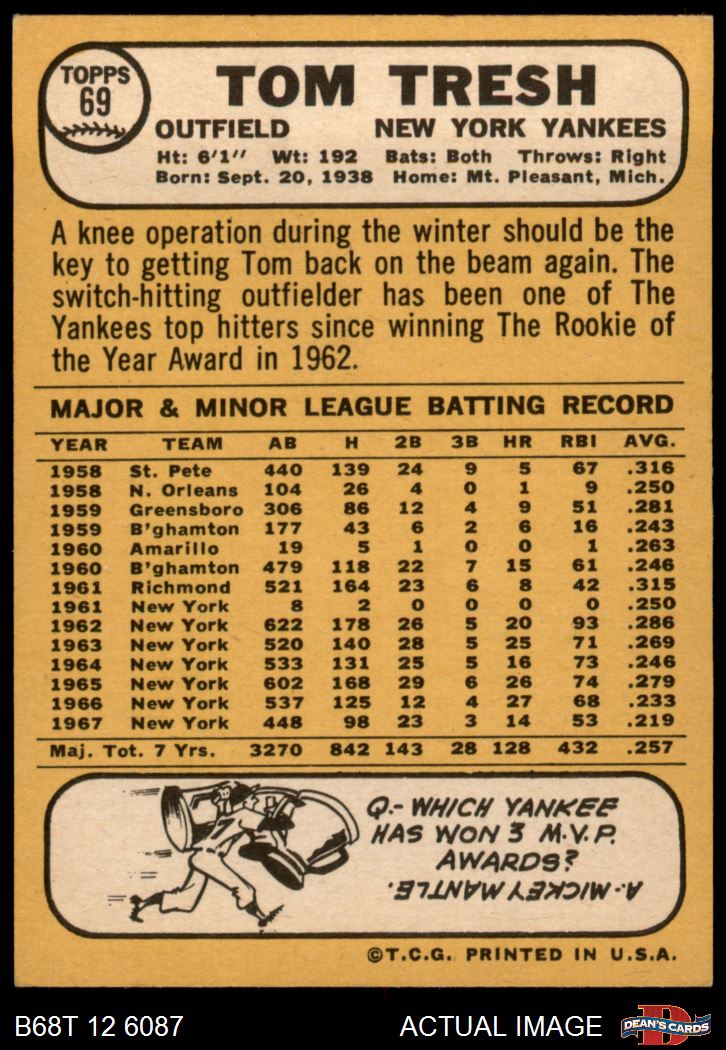 TOPPS
69
TOM TRESH
OUTFIELD NEW YORK YANKEES
Ht: 6'1" Wt: 192 Bats: Both Throws: Right
Born: Sept. 20, 1938 Home: Mt. Pleasant, Mich.
A knee operation during the winter should be the
key to getting Tom back on the beam again. The
switch-hitting outfielder has been one of The
Yankees top hitters since winning The Rookie of
the Year Award in 1962.
MAJOR & MINOR LEAGUE BATTING RECORD
YEAR TEAM AB H 2B 3B HR RBI AVG.
1958 St. Pete 440 139 24 9 5 67 .316
1958 N. Orleans 104 26 4 0 1 9 .250
1959 Greensboro 306 86 12 4 9 51 .281
1959 B'ghamton 177 43 6 2 6 16 .243
1960 Amarillo 19 5 1 0 0 1 .263
1960 B'ghamton 479 118 22 7 15 61 .246
1961 Richmond 521 164 23 6 8 42 .315
1961 New York 8 2 0 0 0 0 .250
1962 New York 622 178 26 5 20 93 .286
1963 New York 520 140 28 5 25 71 .269
1964 New York 533 131 25 5 16 73 .246
1965 New York 602 168 29 6 26 74 .279
1966 New York 537 125 12 4 27 68 .233
1967 New York 448 98 23 3 14 53 .219
Maj. Tot. 7 Yrs. 3270 842 143 28 128 432 .257
7
Q.- WHICH YANKEE
HAS WON 3 M.V.P.
AWARDS?
A.- MICKEY MANTLE.
©T.C.G. PRINTED IN U.S.A.
B68T 12 6087 ACTUAL IMAGE
D
DEAN'S CARDS